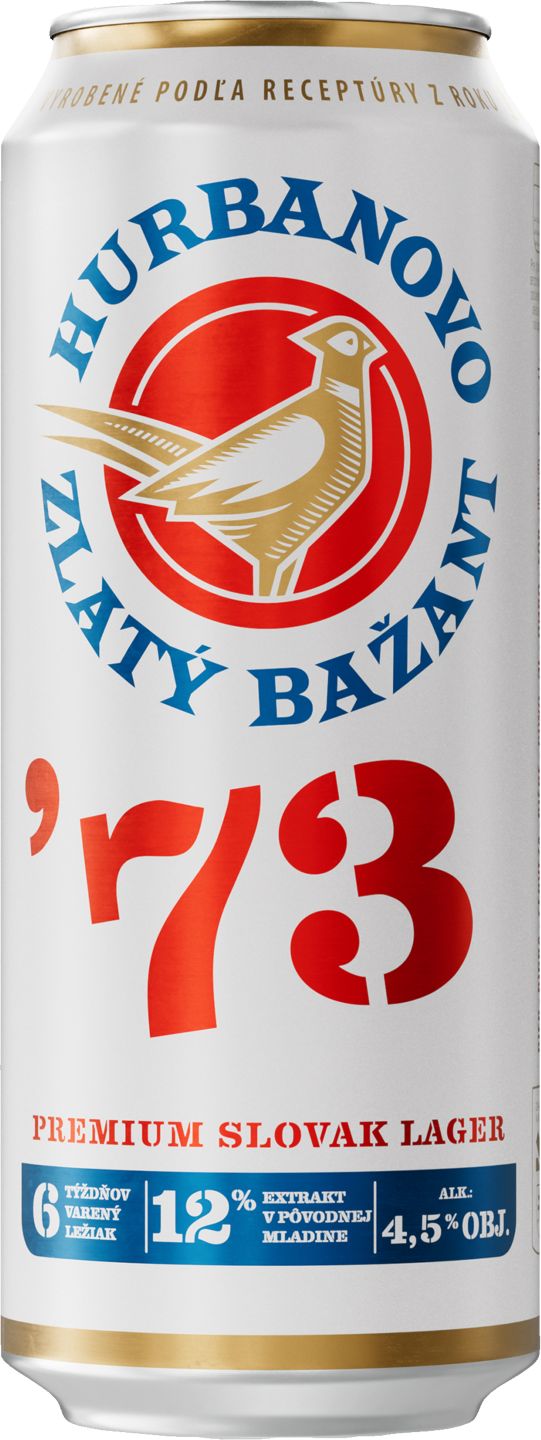 VYROBENÉ PODĽA RECEPTÚRY Z ROKU
HURBANOVO
ZLATÝ BAŽANT
’73
PREMIUM SLOVAK LAGER
6 TÝŽDŇOV
VARENÝ
LEŽIAK
12% EXTRAKT
V PÔVODNEJ
MLADINE
ALK.:
4,5% OBJ.